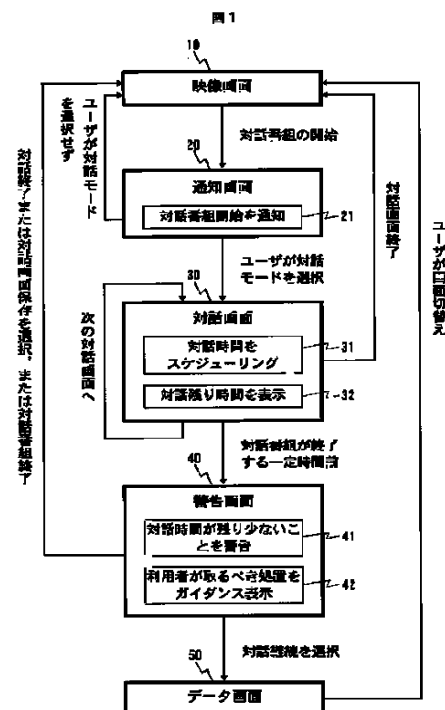 図1
10
映像画面
対話番組の開始
ユーザが対話モード
を選択せず
20
通知画面
対話番組開始を通知
21
対話画面終了
ユーザが対話
モードを選択
30
対話画面
対話時間を
スケジューリング
31
対話残り時間を表示
32
次の対話画面へ
対話番組が終了
する一定時間前
40
警告画面
対話時間が残り少ないこ
とを警告
41
利用者が取るべき処置を
ガイダンス表示
42
対話終了または対話画面保存を選択,または対話番組終了
ユーザが画面切替え
対話継続を選択
50
データ画面